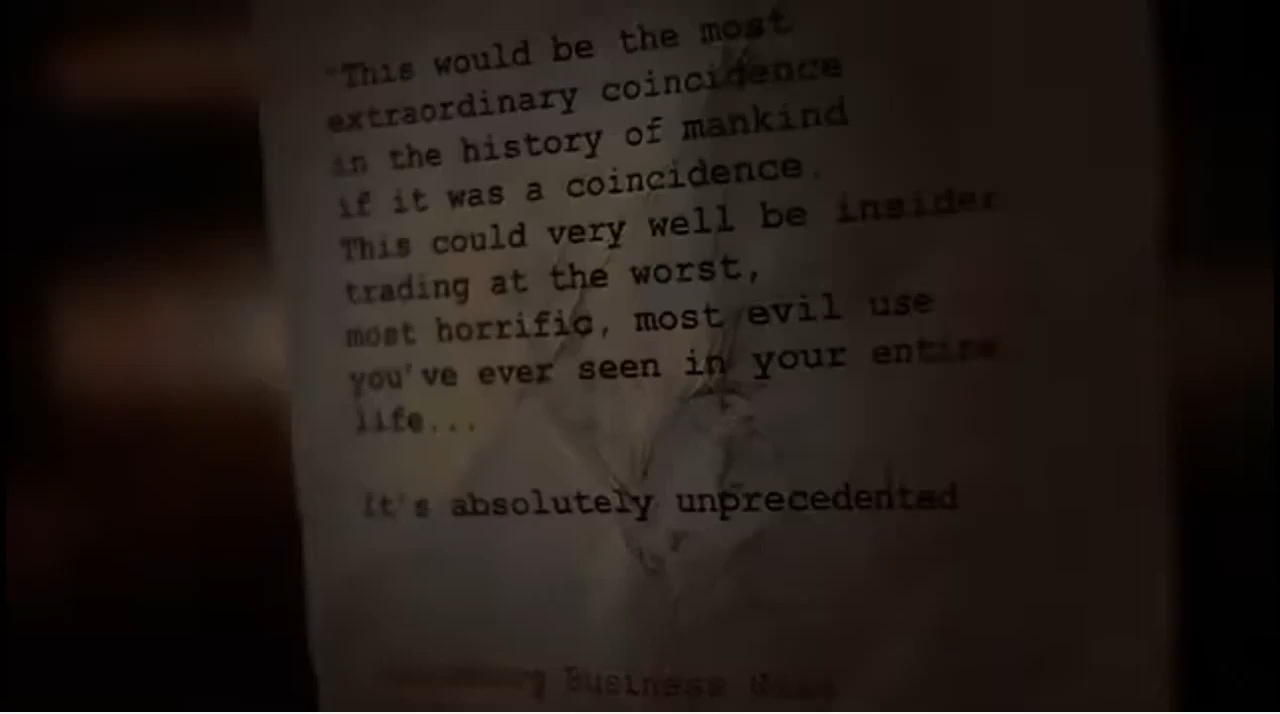 "This would be the most
extraordinary coincidence
in the history of mankind
if it was a coincidence.
This could very well be insider
trading at the worst,
most horrific, most evil use
you've ever seen in your entire
life...
It's absolutely unprecedented
Business